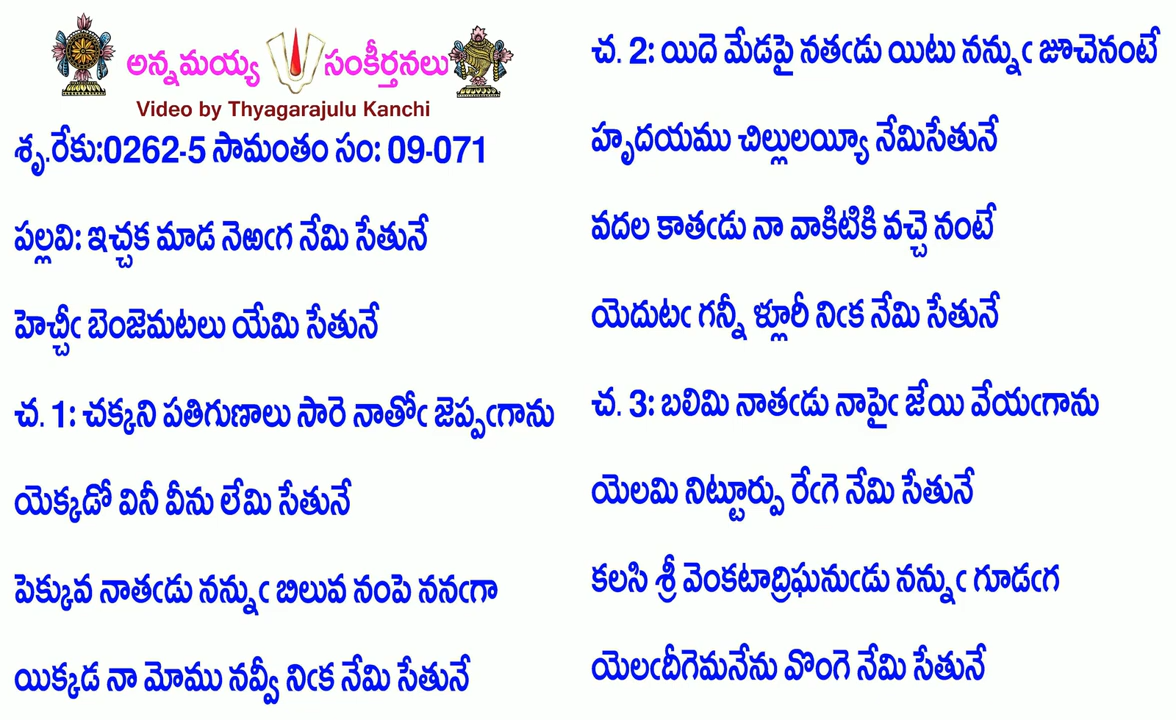 అన్నమయ్య సంకీర్తనలు
Video by Thyagarajulu Kanchi
శృ.రేకు:0262-5 సామంతం సం: 09-071
పల్లవి: ఇచ్చక మాడ నెఱఁగ నేమి సేతునే
హెచ్చీఁ బెంజెమటలు యేమి సేతునే
చ. 1: చక్కని పతిగుణాలు సారె నాతోఁ జెప్పఁగాను
యెక్కడో వినీ వీను లేమి సేతునే
పెక్కువ నాతఁడు నన్నుఁ బిలువ నంపె ననఁగా
యిక్కడ నా మోము నవ్వీ నిఁక నేమి సేతునే
చ. 2: యిదె మేడపై నతఁడు యిటు నన్నుఁ జూచెనంటే
హృదయము చిల్లులయ్యీ నేమిసేతునే
వదల కాతఁడు నా వాకిటికి వచ్చె నంటే
యెదుటఁ గన్నీ ళ్లూరీ నిఁక నేమి సేతునే
చ. 3: బలిమి నాతఁడు నాపైఁ జేయి వేయఁగాను
యెలమి నిట్టూర్పు రేఁగె నేమి సేతునే
కలసి శ్రీ వెంకటాద్రిఘనుఁడు నన్నుఁ గూడఁగ
యెలఁదీగెమనేను వొంగె నేమి సేతునే